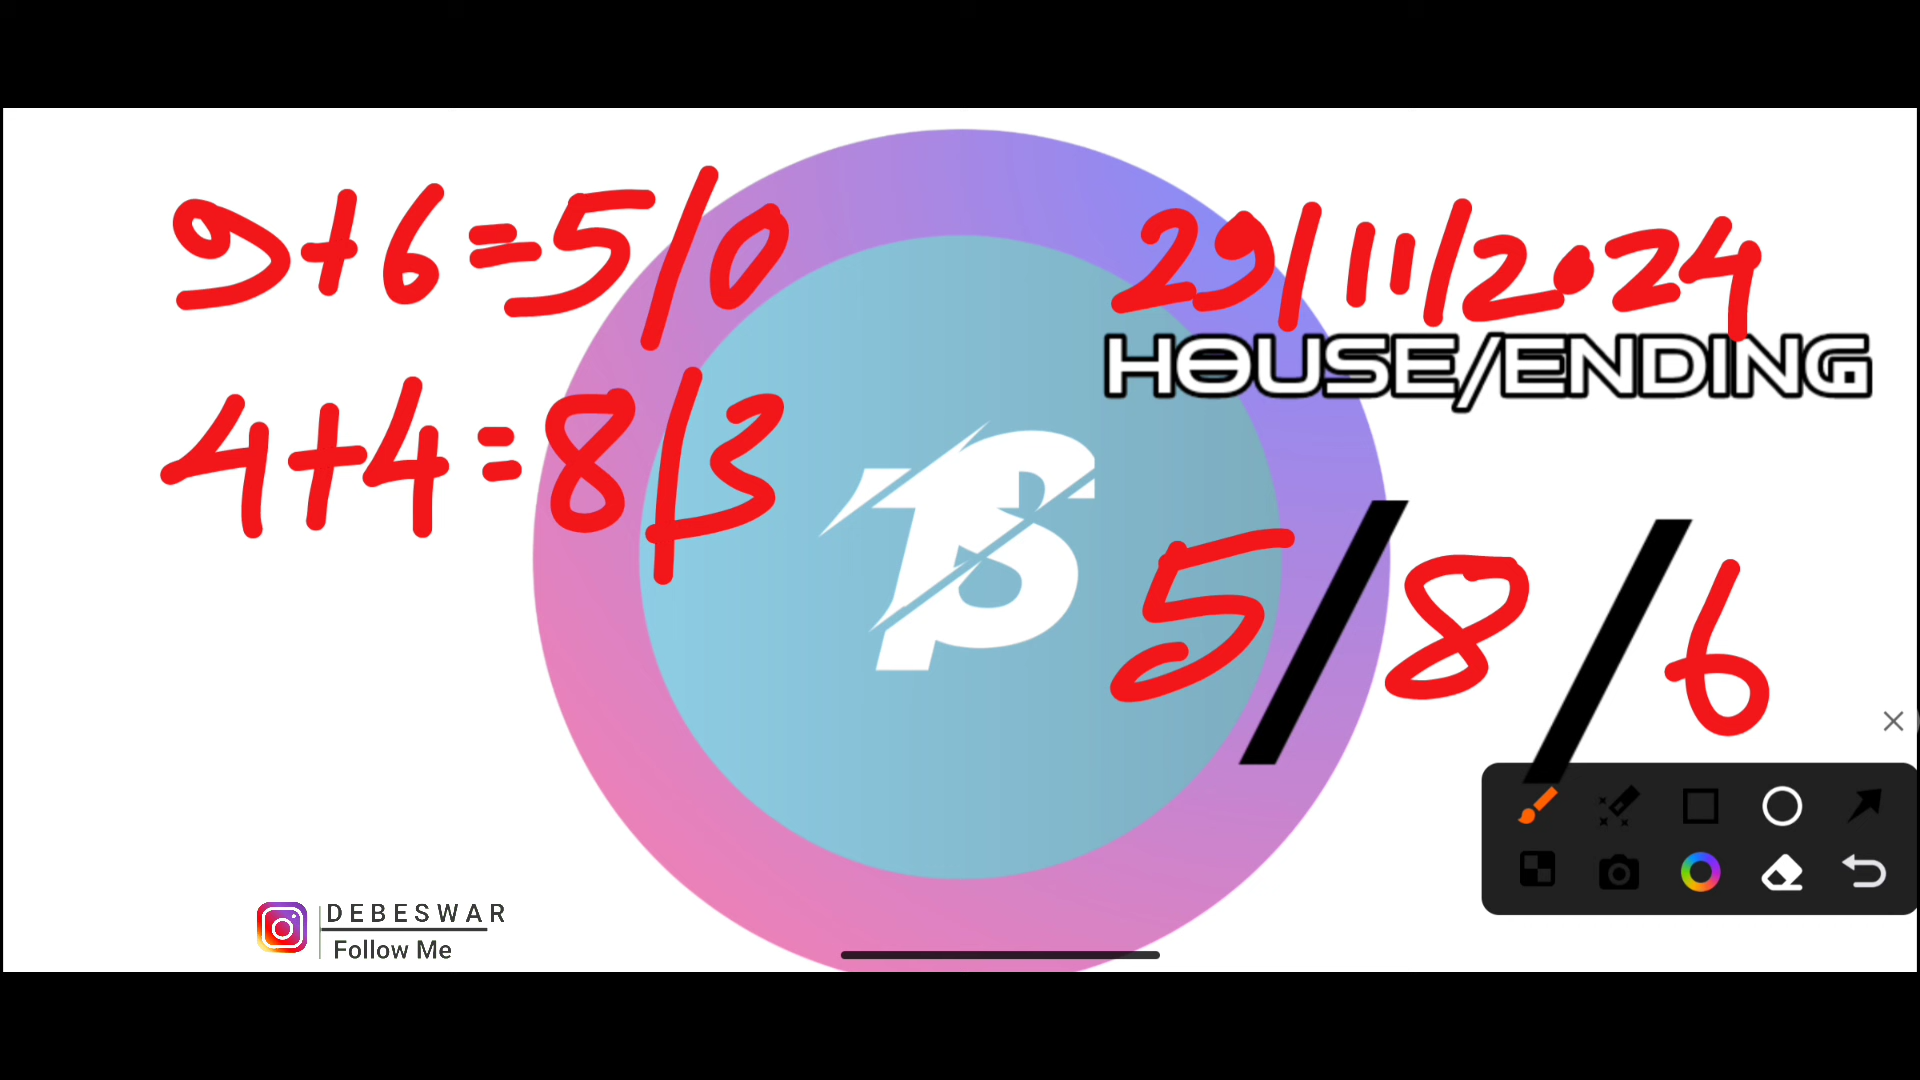 9+6=5/0
4+4=8/3
29/11/2024
HOUSE/ENDING
5/8/6
TS
DEBESWAR
Follow Me